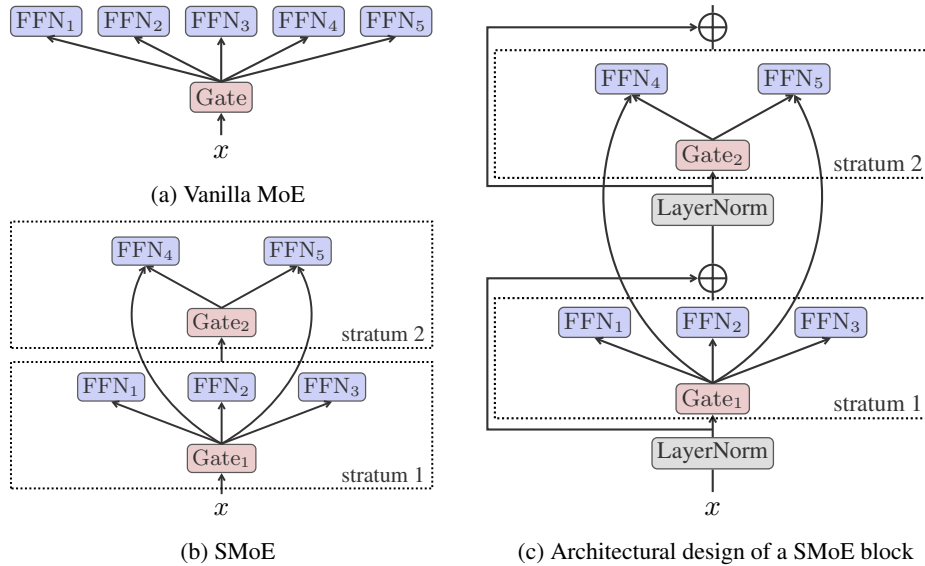 FFN₁ FFN₂ FFN₃ FFN₄ FFN₅
Gate
x
(a) Vanilla MoE
FFN₄ FFN₅
Gate₂
stratum 2
FFN₁ FFN₂ FFN₃
Gate₁
stratum 1
x
(b) SMoE
FFN₄ FFN₅
Gate₂
stratum 2
LayerNorm
FFN₁ FFN₂ FFN₃
Gate₁
stratum 1
LayerNorm
x
(c) Architectural design of a SMoE block